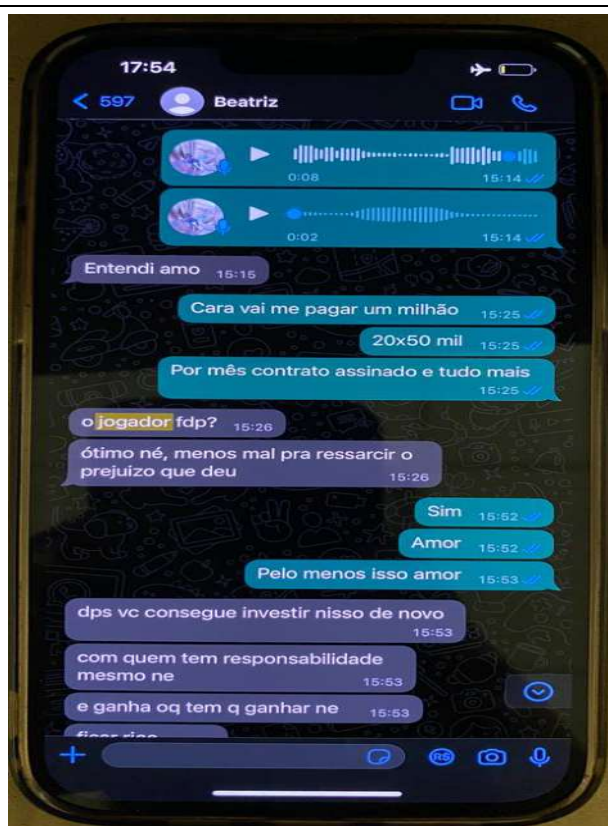 17:54
597 Beatriz
0:08 15:14
0:02 15:14
Entendi amo 15:15
Cara vai me pagar um milhão 15:25
20x50 mil 15:25
Por mês contrato assinado e tudo mais
15:25
o jogador fdp? 15:26
ótimo né, menos mal pra ressarcir o
prejuizo que deu
15:26
Sim 15:52
Amor 15:52
Pelo menos isso amor 15:53
dps vc consegue investir nisso de novo
15:53
com quem tem responsabilidade
mesmo ne
15:53
e ganha oq tem q ganhar ne 15:53
ficar rico
RS